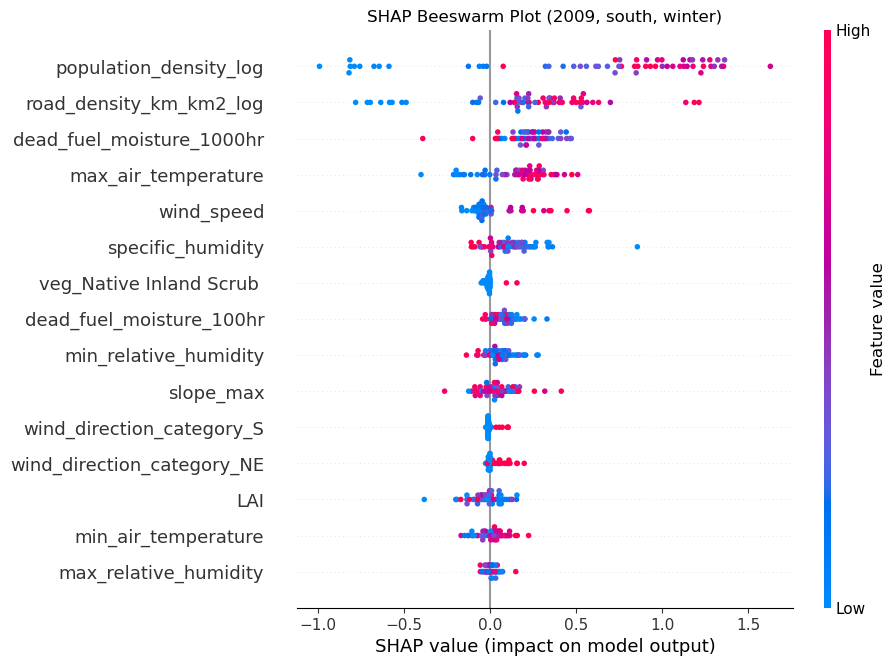 SHAP Beeswarm Plot (2009, south, winter)
High
population_density_log
road_density_km_km2_log
dead_fuel_moisture_1000hr
max_air_temperature
wind_speed
specific_humidity
veg_Native Inland Scrub
dead_fuel_moisture_100hr
min_relative_humidity
slope_max
wind_direction_category_S
wind_direction_category_NE
LAI
min_air_temperature
max_relative_humidity
Feature value
Low
−1.0 −0.5 0.0 0.5 1.0 1.5
SHAP value (impact on model output)